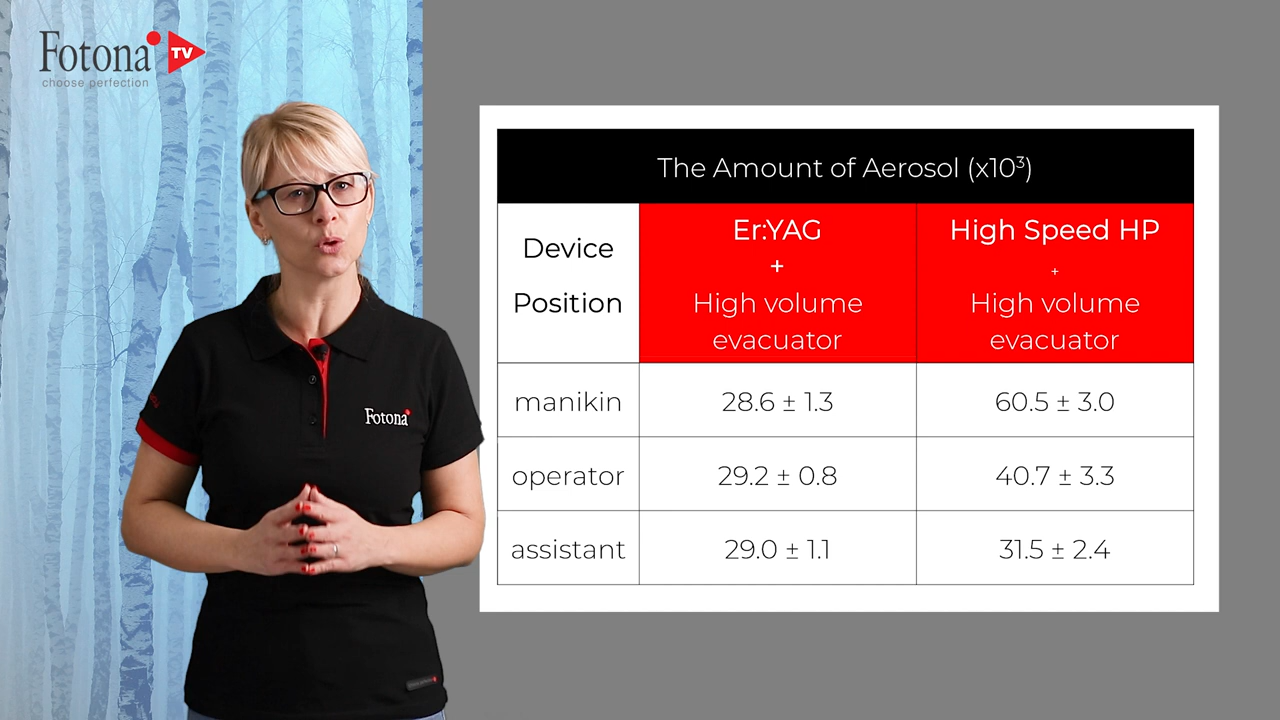 Fotona TV
choose perfection
The Amount of Aerosol (x10³)
Device
Position
Er:YAG
+
High volume
evacuator
High Speed HP
+
High volume
evacuator
manikin 28.6 ± 1.3 60.5 ± 3.0
operator 29.2 ± 0.8 40.7 ± 3.3
assistant 29.0 ± 1.1 31.5 ± 2.4
Fotona